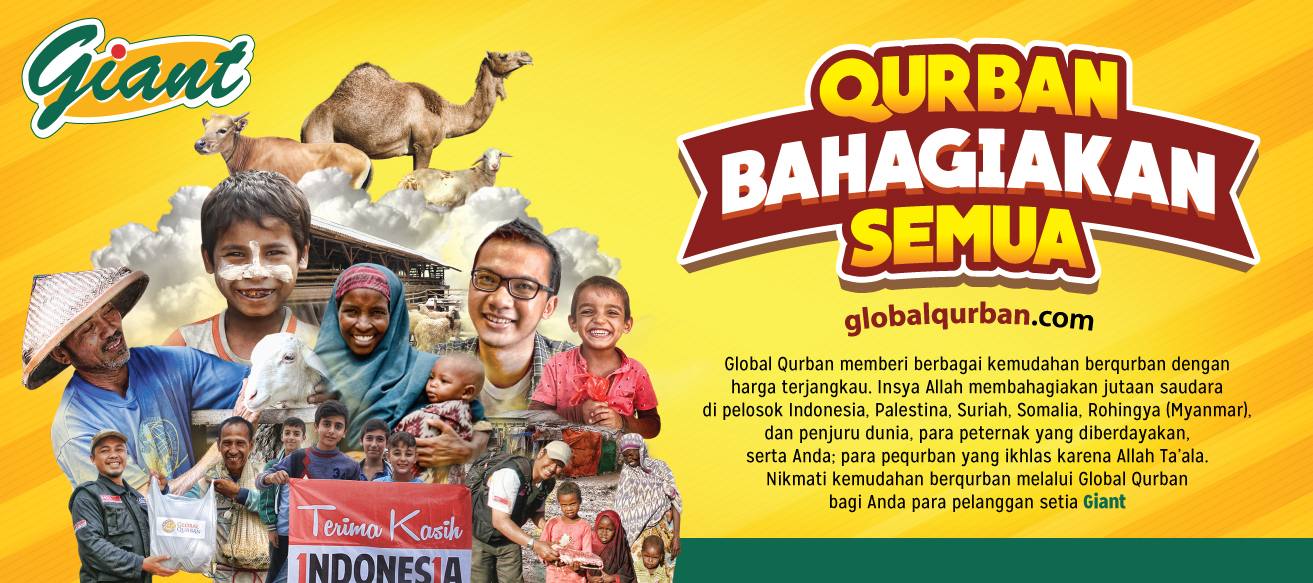 Giant
QURBAN
BAHAGIAKAN
SEMUA
globalqurban.com
Global Qurban memberi berbagai kemudahan berqurban dengan
harga terjangkau. Insya Allah membahagiakan jutaan saudara
di pelosok Indonesia, Palestina, Suriah, Somalia, Rohingya (Myanmar),
dan penjuru dunia, para peternak yang diberdayakan,
serta Anda; para pequrban yang ikhlas karena Allah Ta’ala.
Nikmati kemudahan berqurban melalui Global Qurban
bagi Anda para pelanggan setia Giant
GLOBAL
QURBAN
Terima Kasih
1NDONES1A